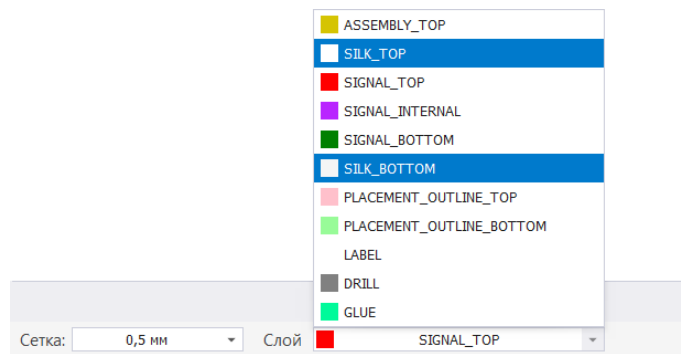 ASSEMBLY_TOP
SILK_TOP
SIGNAL_TOP
SIGNAL_INTERNAL
SIGNAL_BOTTOM
SILK_BOTTOM
PLACEMENT_OUTLINE_TOP
PLACEMENT_OUTLINE_BOTTOM
LABEL
DRILL
GLUE
Сетка: 0,5 мм Слой SIGNAL_TOP